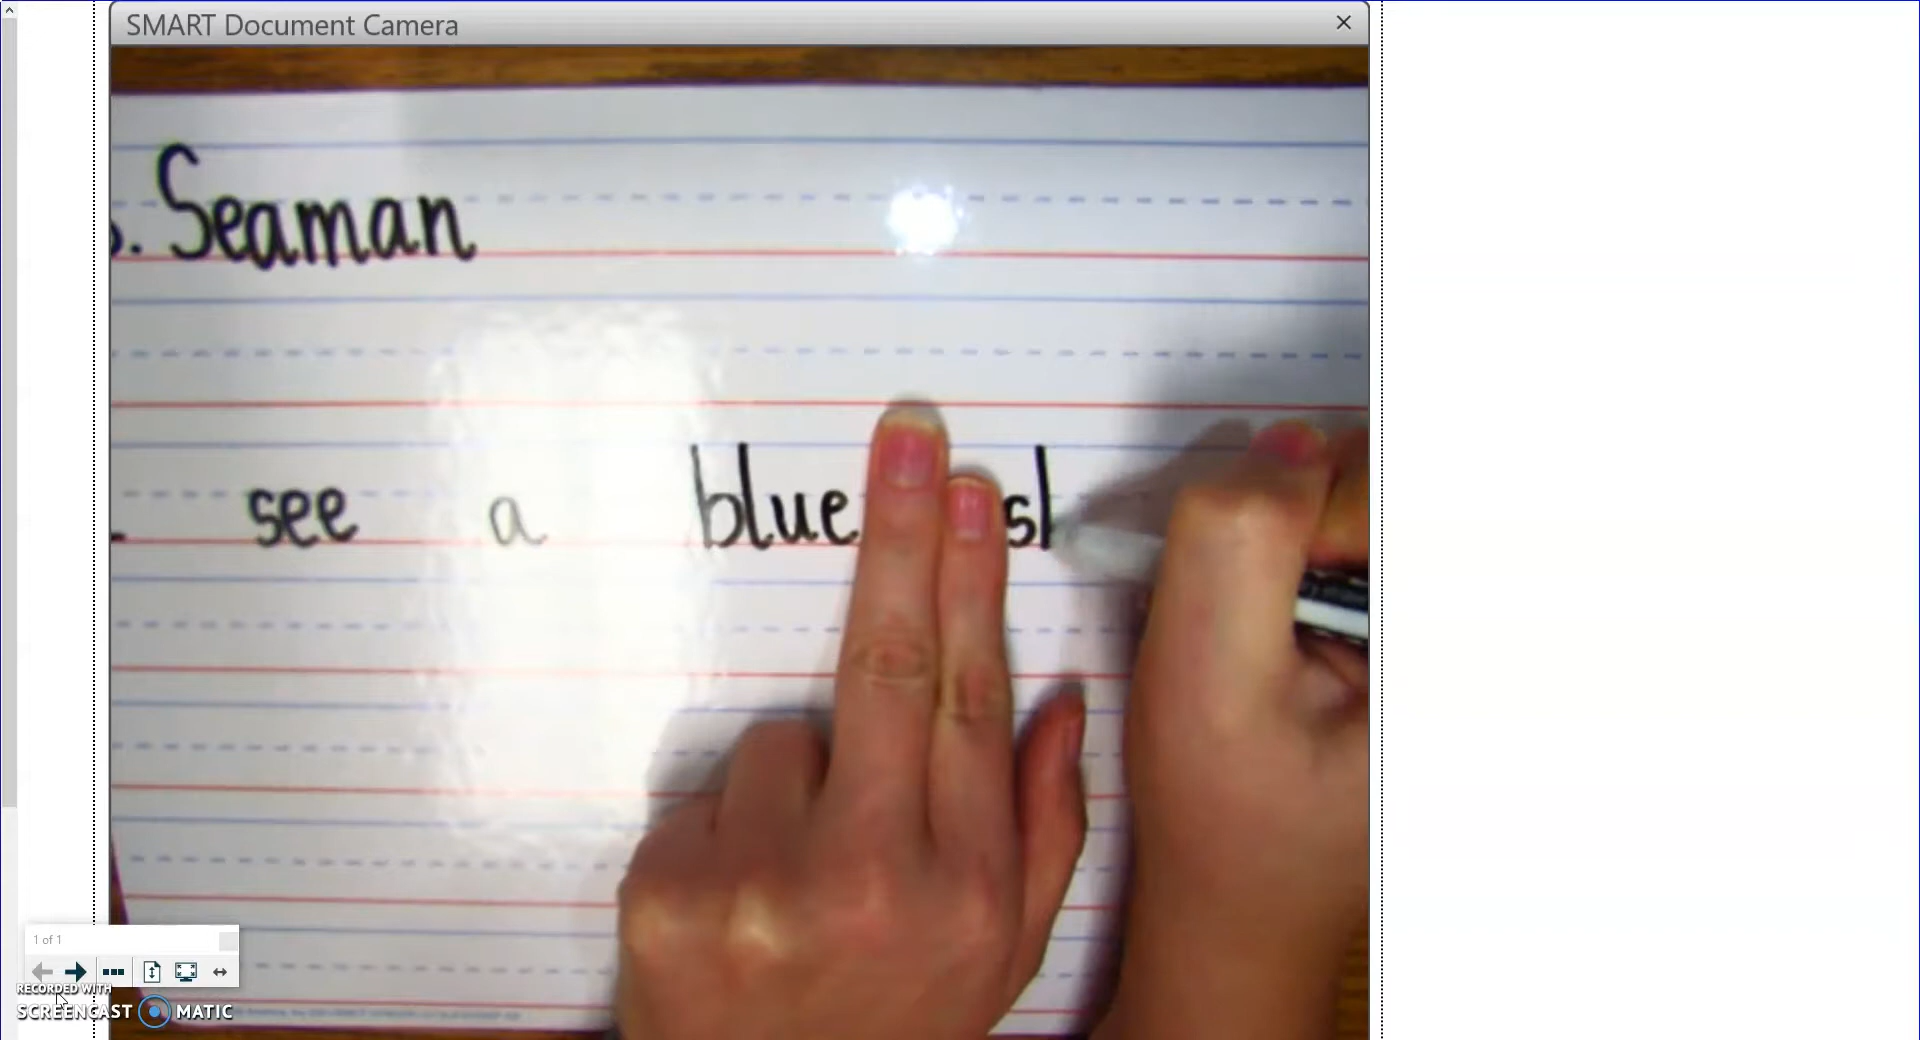 SMART Document Camera
. Seaman
see a blue sl
1 of 1
RECORDED WITH
SCREENCAST MATIC